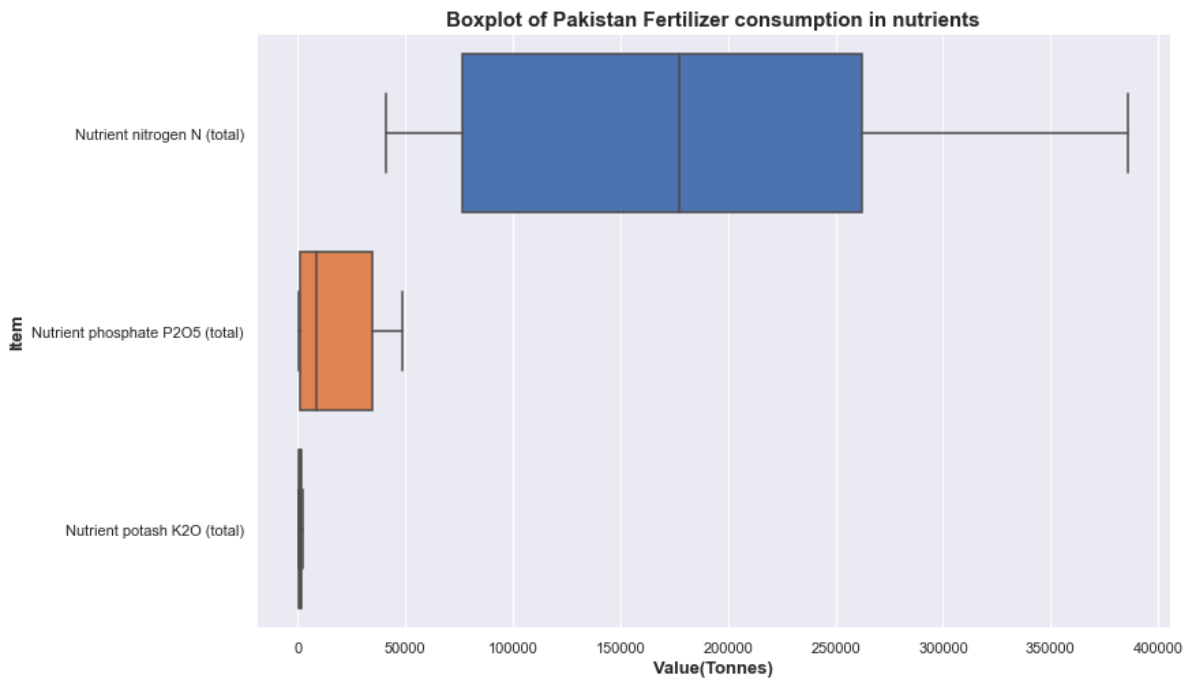 Boxplot of Pakistan Fertilizer consumption in nutrients
Nutrient nitrogen N (total)
Item
Nutrient phosphate P2O5 (total)
Nutrient potash K2O (total)
0 50000 100000 150000 200000 250000 300000 350000 400000
Value(Tonnes)